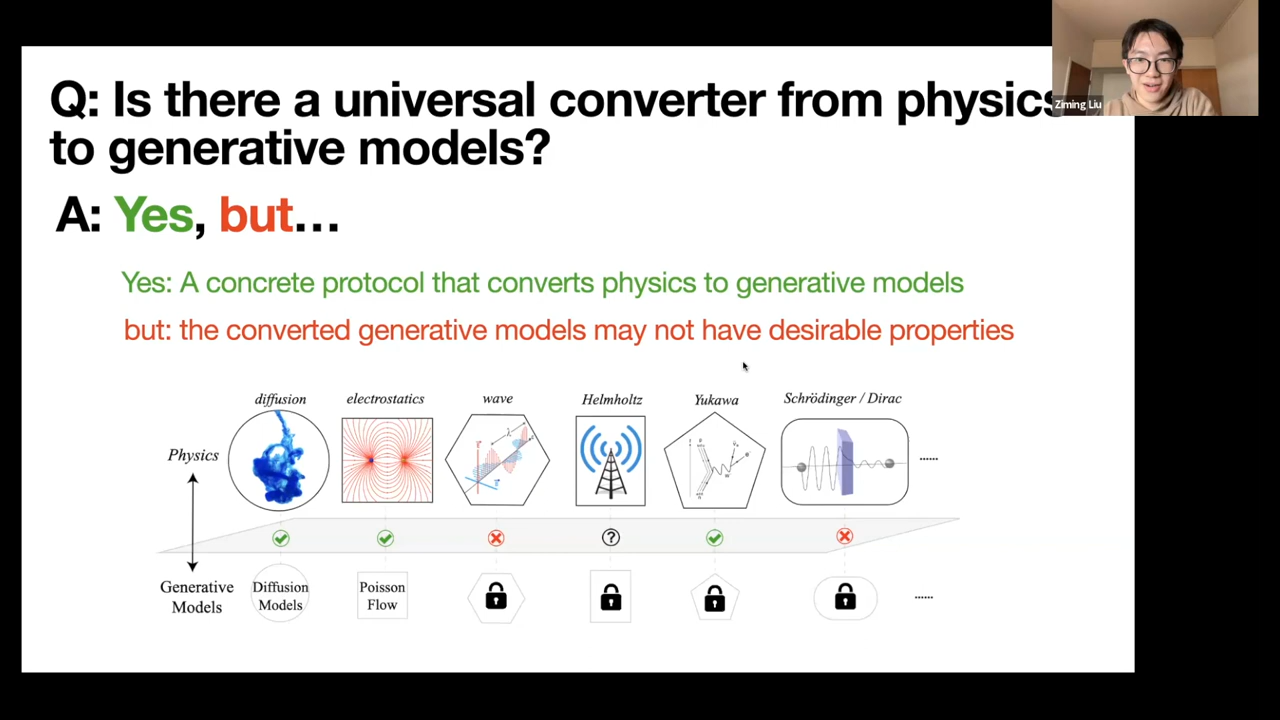 Q: Is there a universal converter from physics
to generative models?
Ziming Liu
A: Yes, but...
Yes: A concrete protocol that converts physics to generative models
but: the converted generative models may not have desirable properties
diffusion electrostatics wave Helmholtz Yukawa Schrödinger / Dirac
Physics
......
?
Generative
Models
Diffusion
Models
Poisson
Flow
......